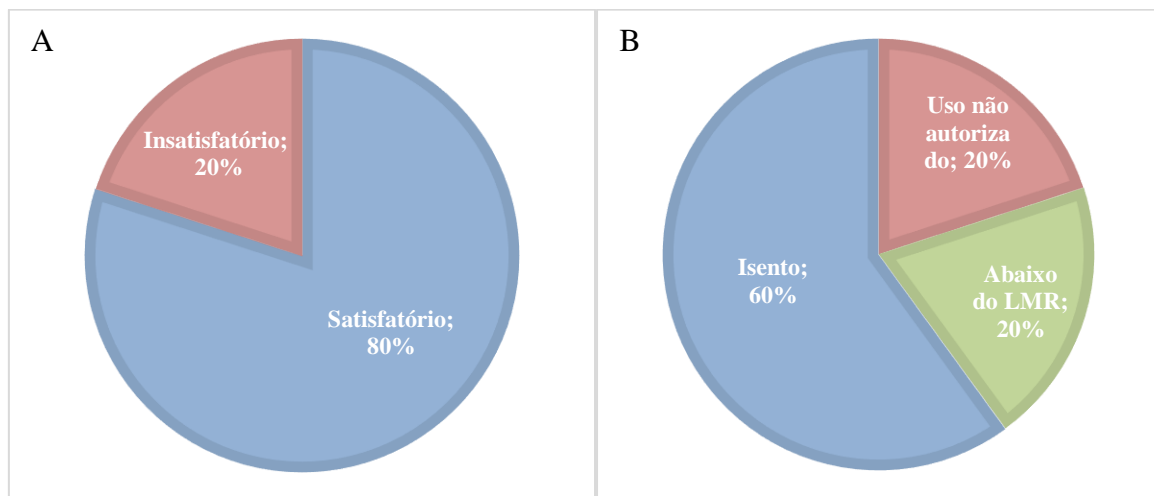 A
Insatisfatório;
20%
Satisfatório;
80%
B
Uso não
autoriza
do; 20%
Isento;
60%
Abaixo
do LMR;
20%